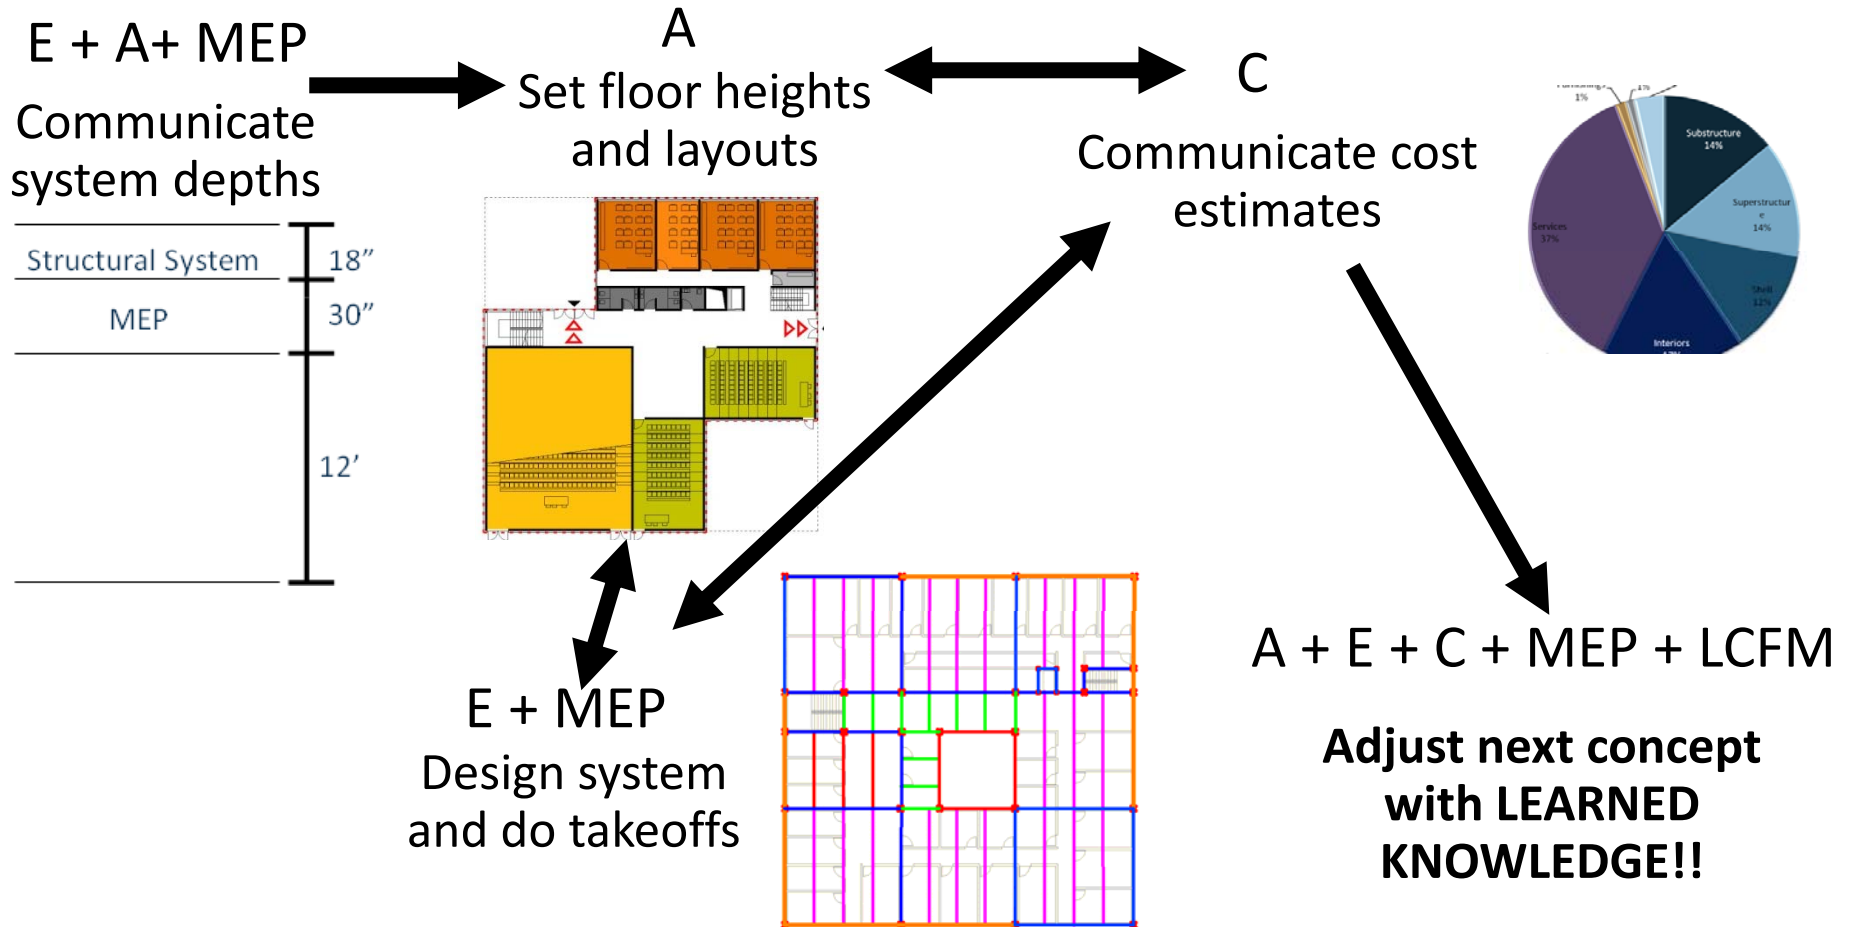 E + A+ MEP
Communicate
system depths
Structural System
18”
MEP
30”
12’
A
Set floor heights
and layouts
C
Communicate cost
estimates
1%
1%
Substructure
14%
Superstructur
e
14%
Shell
12%
Interiors
Services
37%
E + MEP
Design system
and do takeoffs
A + E + C + MEP + LCFM
Adjust next concept
with LEARNED
KNOWLEDGE!!